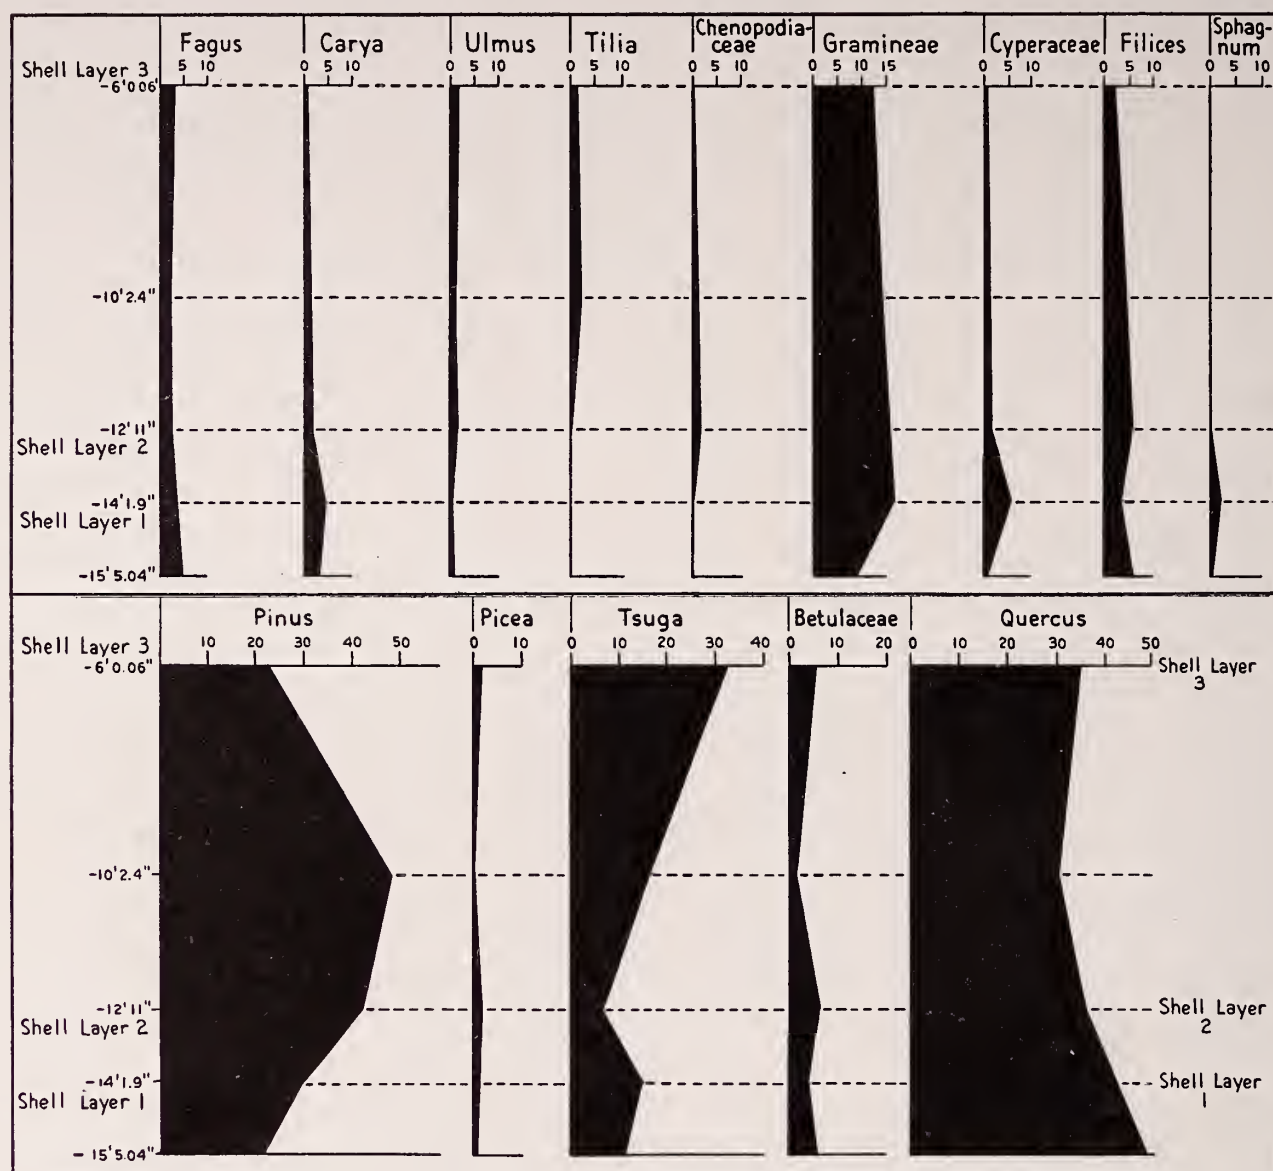 Fagus Carya Ulmus Tilia Chenopodia-
ceae Gramineae Cyperaceae Filices Sphag-
num
Shell Layer 3 5 10 0 5 10 0 5 10 0 5 10 0 5 10 0 5 10 15 0 5 10 0 5 10 0 5 10
-6'006'
-10'2.4"
-12'11"
Shell Layer 2
-14'1.9"
Shell Layer 1
-15'5.04"
Pinus Picea Tsuga Betulaceae Quercus
Shell Layer 3 10 20 30 40 50 0 10 0 10 20 30 40 0 10 20 0 10 20 30 40 50
-6'0.06" Shell Layer
3
-10'2.4"
-12'11" Shell Layer
Shell Layer 2 2
-14'1.9" Shell Layer
Shell Layer 1 1
-15'5.04"